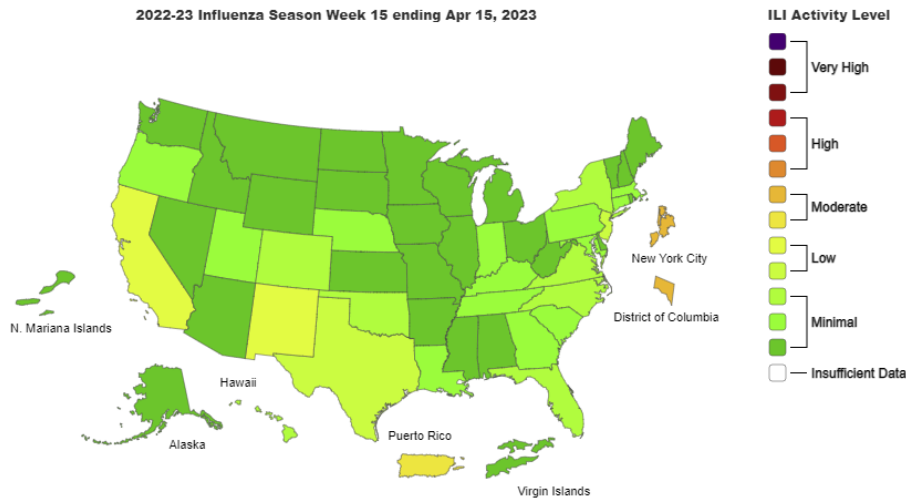 2022-23 Influenza Season Week 15 ending Apr 15, 2023
ILI Activity Level
Very High
High
Moderate
Low
Minimal
Insufficient Data
New York City
District of Columbia
N. Mariana Islands
Hawaii
Alaska
Puerto Rico
Virgin Islands